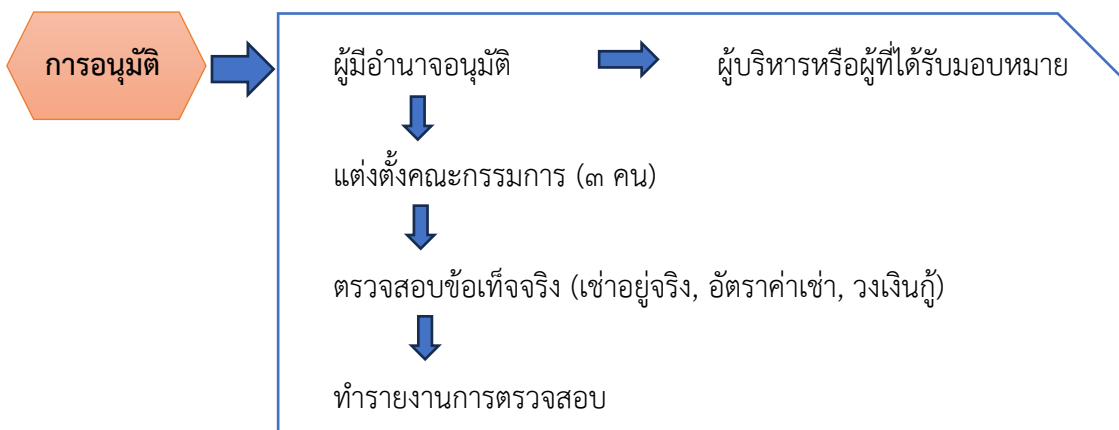 การอนุมัติ
ผู้มีอำนาจอนุมัติ
ผู้บริหารหรือผู้ที่ได้รับมอบหมาย
แต่งตั้งคณะกรรมการ (๓ คน)
ตรวจสอบข้อเท็จจริง (เช่าอยู่จริง, อัตราค่าเช่า, วงเงินกู้)
ทำรายงานการตรวจสอบ